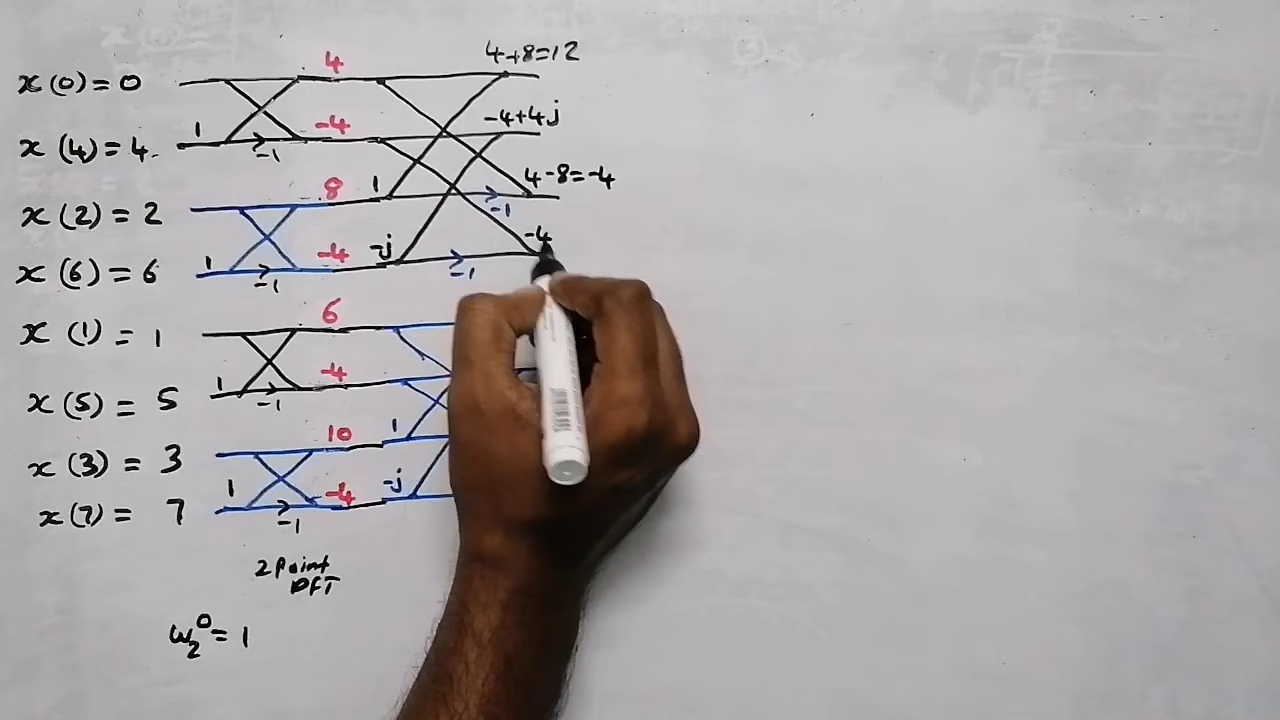 4+8=12
x(0)=0 4
-4+4j
1 -4
x(4)=4 -1
4-8=-4
8 1
x(2)=2 -1
-4
1 -4 -j
x(6)=6 -1 -1
6
x(1)=1
1 -4
x(5)=5 -1
10 1
x(3)=3
1 -4 -j
x(7)=7 -1
2 Point
DFT
ω₂⁰=1